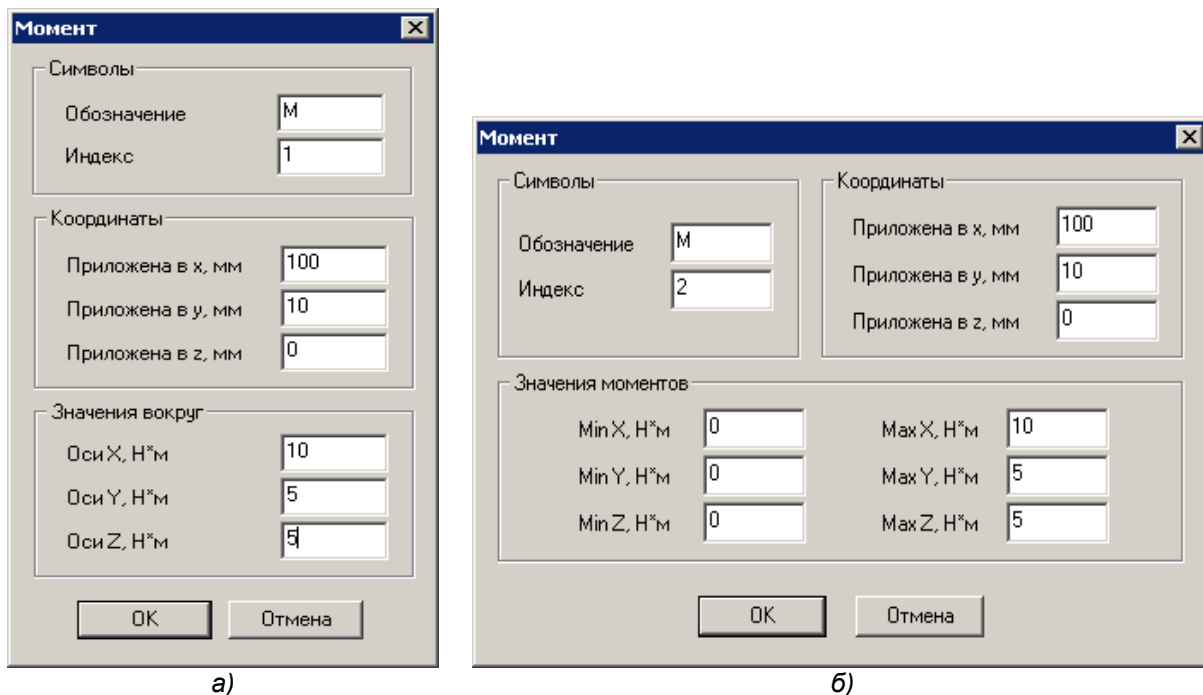 Момент
Символы
Обозначение M
Индекс 1
Координаты
Приложена в x, мм 100
Приложена в y, мм 10
Приложена в z, мм 0
Значения вокруг
Оси X, Н*м 10
Оси Y, Н*м 5
Оси Z, Н*м 5
OK Отмена
а)
Момент
Символы
Обозначение M
Индекс 2
Координаты
Приложена в x, мм 100
Приложена в y, мм 10
Приложена в z, мм 0
Значения моментов
Min X, Н*м 0 Max X, Н*м 10
Min Y, Н*м 0 Max Y, Н*м 5
Min Z, Н*м 0 Max Z, Н*м 5
OK Отмена
б)